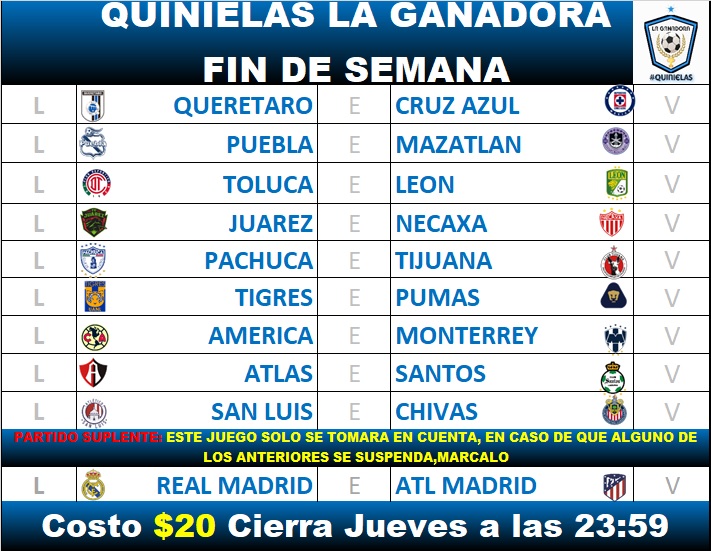 QUINIELAS LA GANADORA
FIN DE SEMANA
LA GANADORA
#QUINIELAS
L QUERETARO E CRUZ AZUL V
L PUEBLA E MAZATLAN V
L TOLUCA E LEON V
L JUAREZ E NECAXA V
L PACHUCA E TIJUANA V
L TIGRES E PUMAS V
L AMERICA E MONTERREY V
L ATLAS E SANTOS V
L SAN LUIS E CHIVAS V
PARTIDO SUPLENTE: ESTE JUEGO SOLO SE TOMARA EN CUENTA, EN CASO DE QUE ALGUNO DE
LOS ANTERIORES SE SUSPENDA,MARCALO
L REAL MADRID E ATL MADRID V
Costo $20 Cierra Jueves a las 23:59